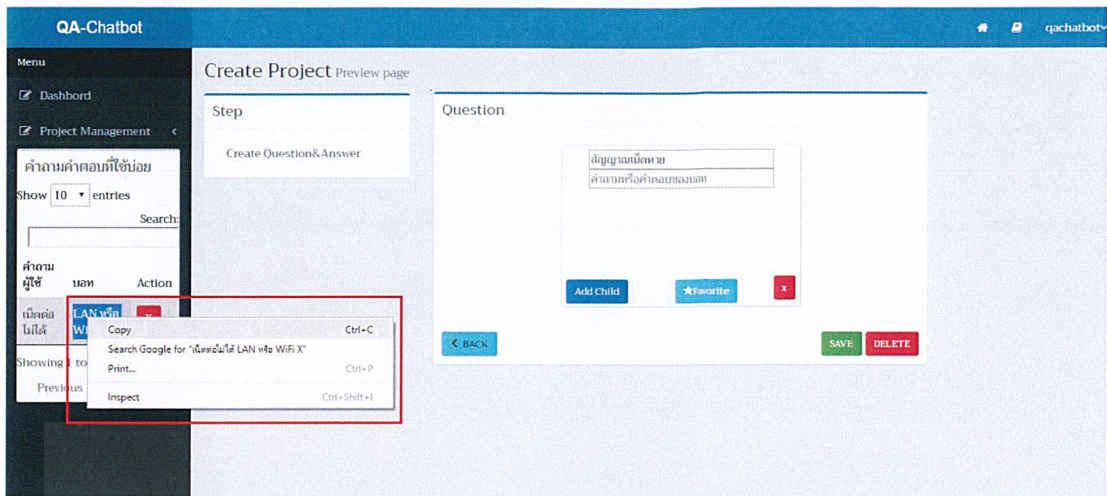 QA-Chatbot
qachatbot
Menu
Dashbord
Project Management
คำถามคำตอบที่ใช้บ่อย
Show 10 entries
Search:
คำถาม
ผู้ใช้ บอท Action
เน็ตต่อ
ไม่ได้
LAN หรือ
x
Showing 1 to
Previous
Copy Ctrl+C
Search Google for "เน็ตต่อไม่ได้ LAN หรือ WiFi X"
Print... Ctrl+P
Inspect Ctrl+Shift+I
Create Project Preview page
Step
Create Question&Answer
Question
สัญญาณเน็ตหาย
คำถามหรือคำตอบของบอท
Add Child
Favorite
x
BACK
SAVE
DELETE